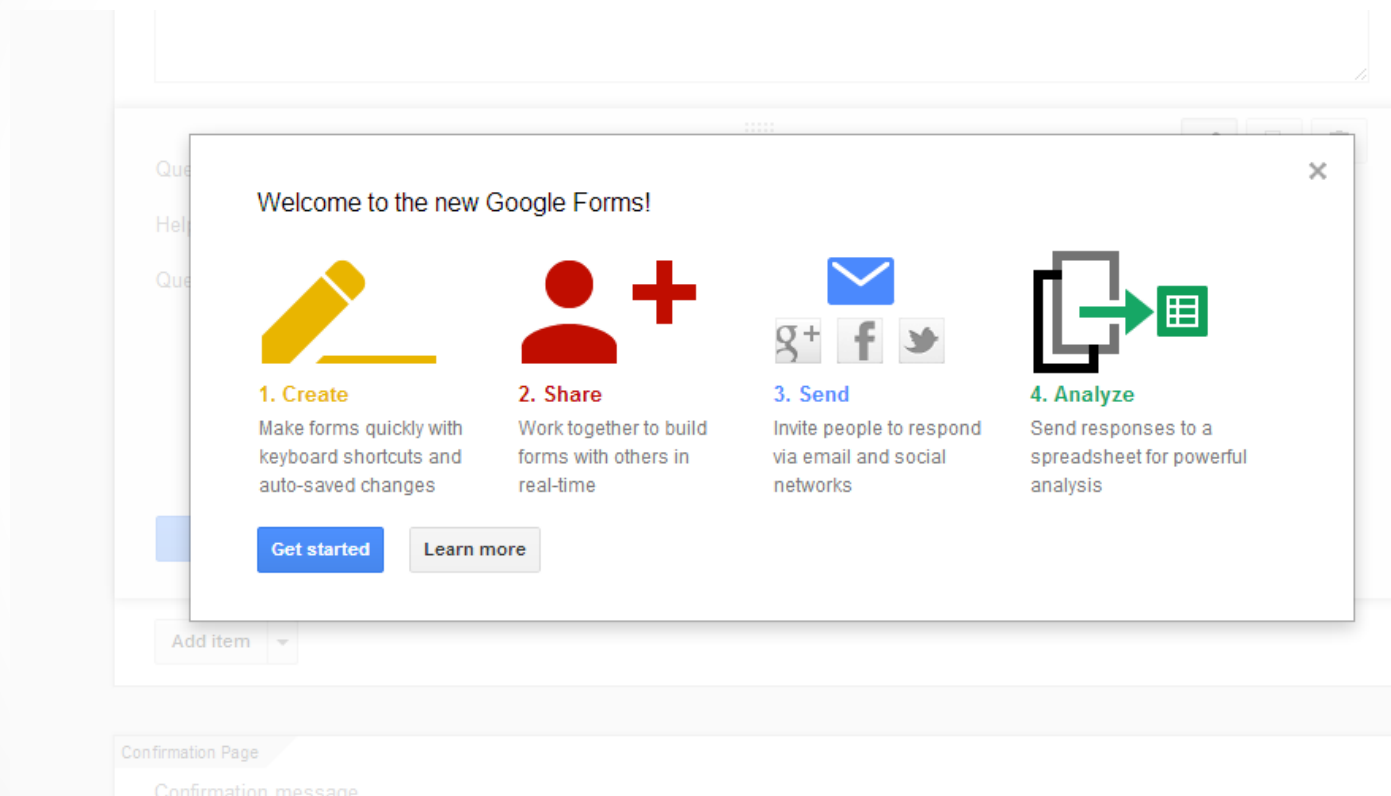 Que
Help
Que
Welcome to the new Google Forms!
g+ f
1. Create
Make forms quickly with
keyboard shortcuts and
auto-saved changes
2. Share
Work together to build
forms with others in
real-time
3. Send
Invite people to respond
via email and social
networks
4. Analyze
Send responses to a
spreadsheet for powerful
analysis
Get started
Learn more
Add item
Confirmation Page
Confirmation message